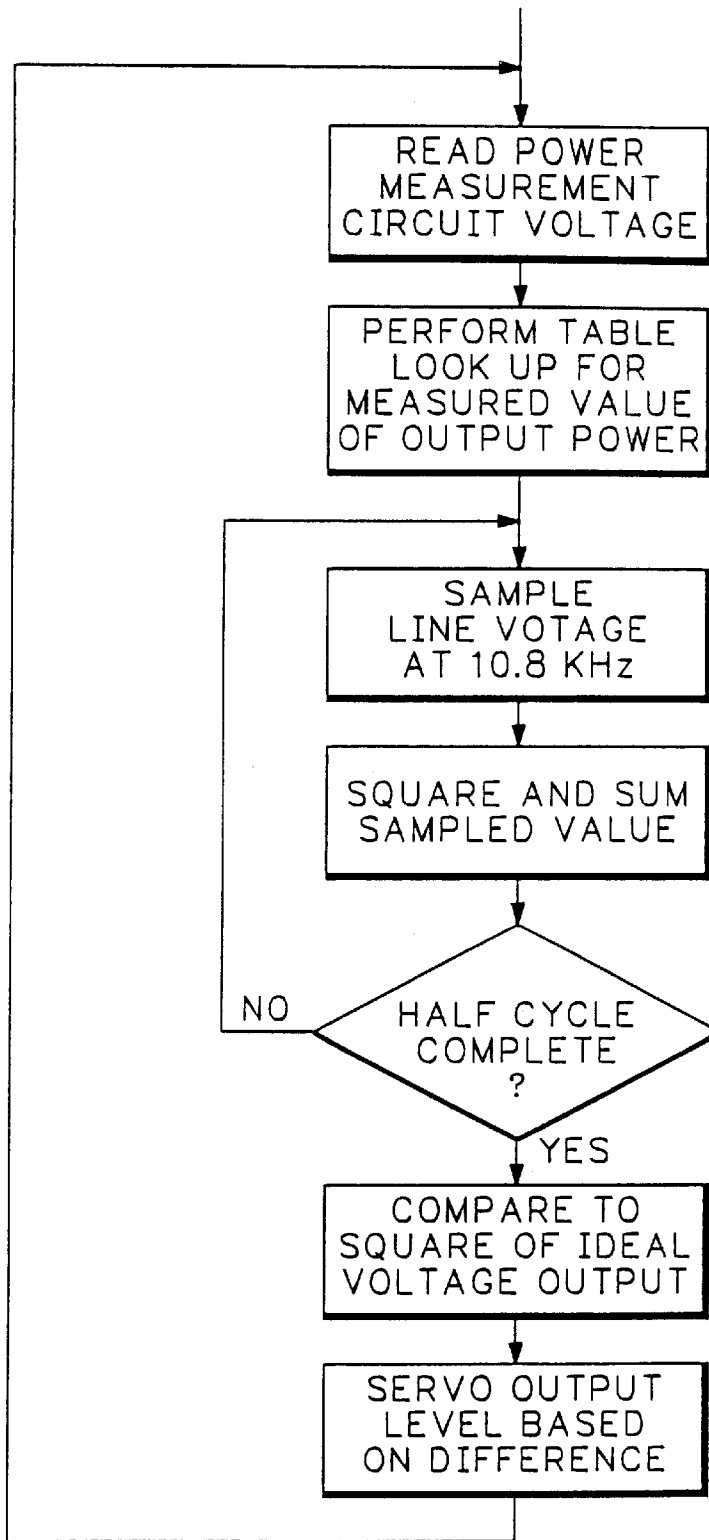 READ POWER
MEASUREMENT
CIRCUIT VOLTAGE
PERFORM TABLE
LOOK UP FOR
MEASURED VALUE
OF OUTPUT POWER
SAMPLE
LINE VOTAGE
AT 10.8 KHz
SQUARE AND SUM
SAMPLED VALUE
NO
HALF CYCLE
COMPLETE
?
YES
COMPARE TO
SQUARE OF IDEAL
VOLTAGE OUTPUT
SERVO OUTPUT
LEVEL BASED
ON DIFFERENCE